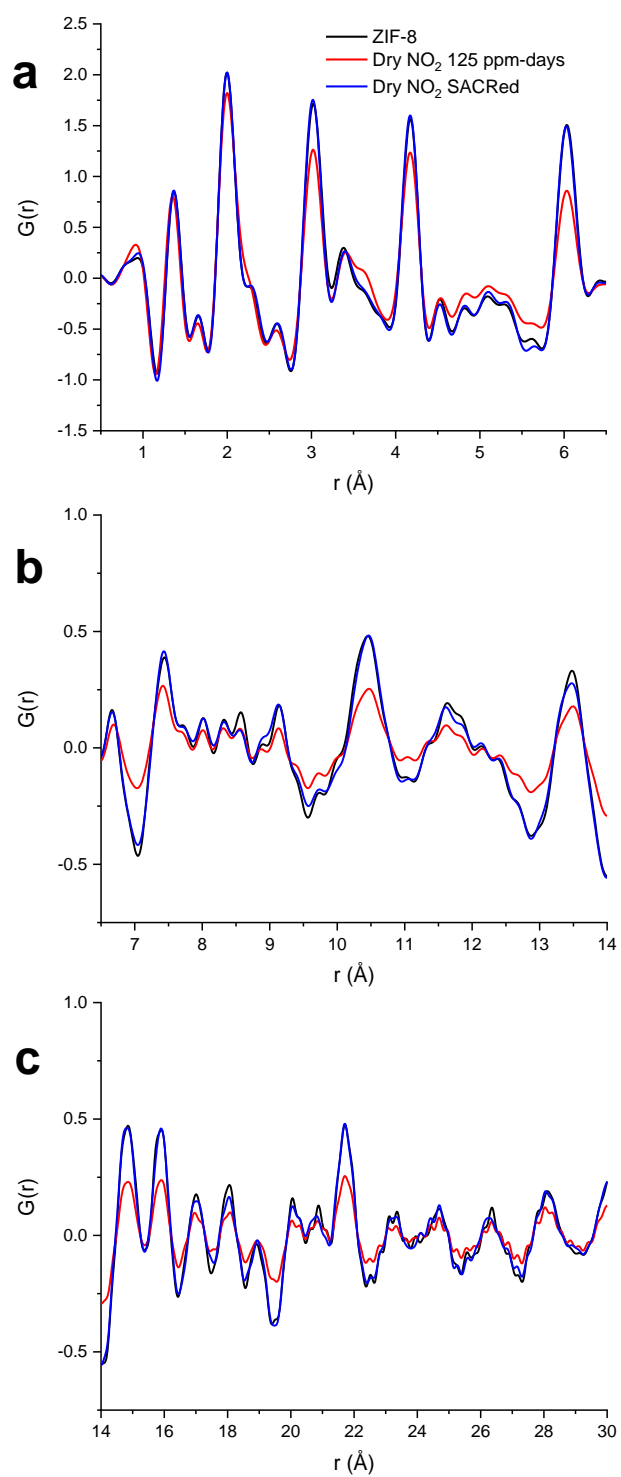 a
ZIF-8
Dry NO₂ 125 ppm-days
Dry NO₂ SACRed
2.5
2.0
1.5
1.0
0.5
0.0
-0.5
-1.0
-1.5
G(r)
1 2 3 4 5 6
r (Å)
b
1.0
0.5
0.0
-0.5
G(r)
7 8 9 10 11 12 13 14
r (Å)
c
1.0
0.5
0.0
-0.5
G(r)
14 16 18 20 22 24 26 28 30
r (Å)